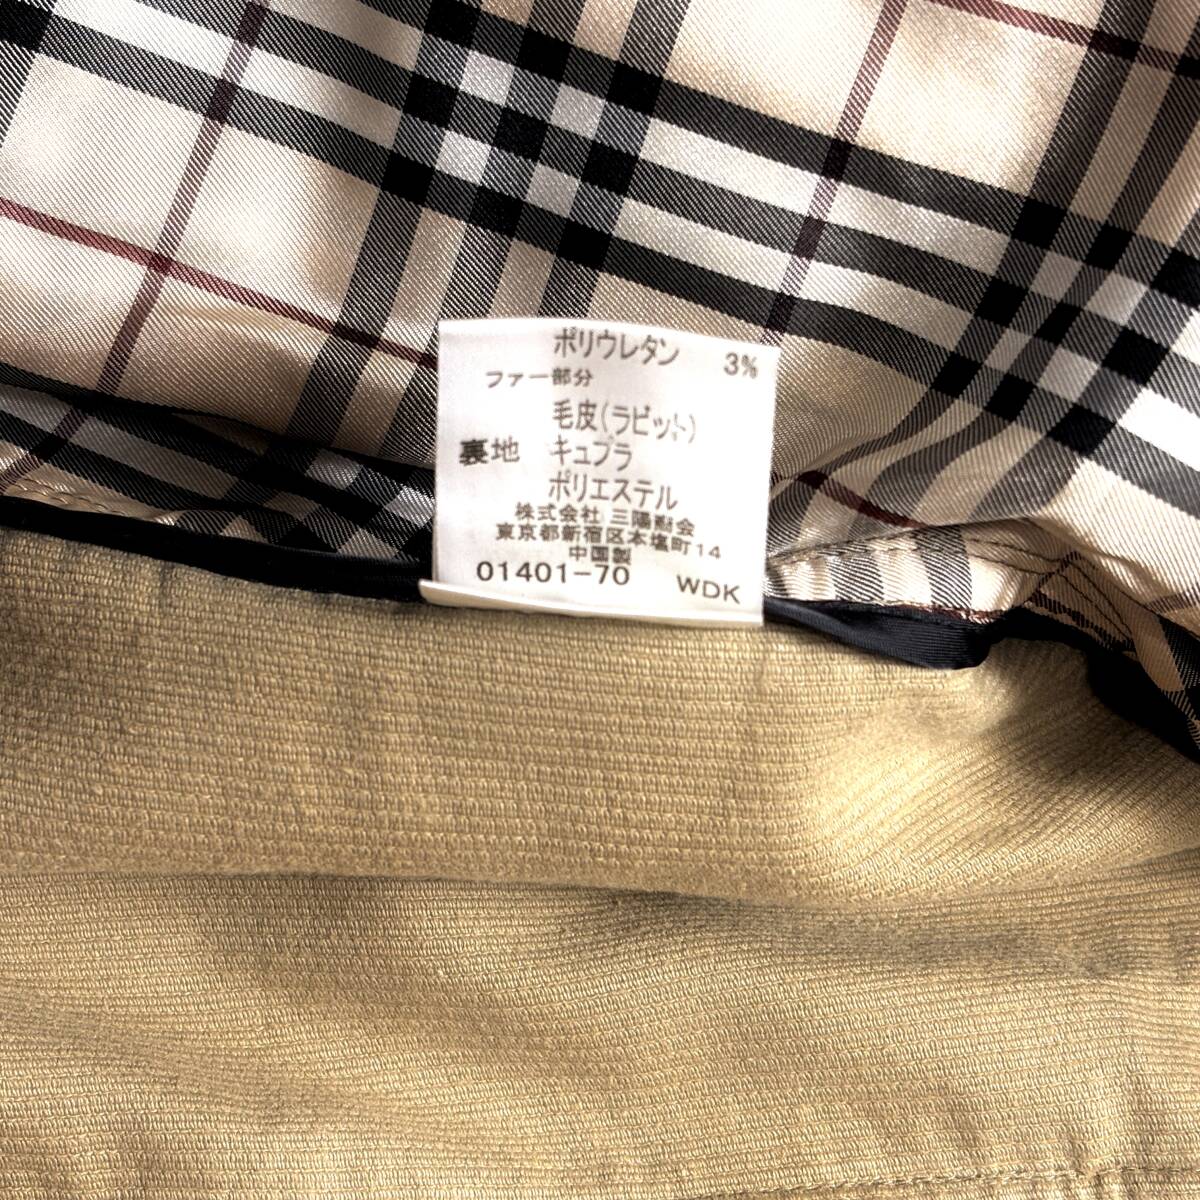 ポリウレタン 3%
ファー部分
毛皮(ラビット)
裏地 キュプラ
ポリエステル
株式会社 三陽商会
東京都新宿区本塩町14
中国製
01401-70 WDK